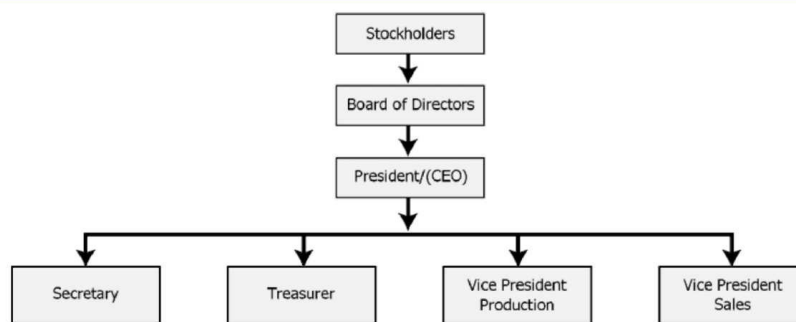 Stockholders
Board of Directors
President/(CEO)
Secretary
Treasurer
Vice President
Production
Vice President
Sales